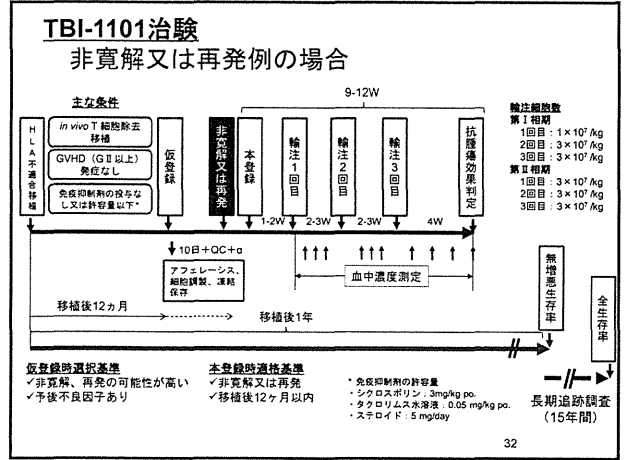 TBI-1101治験
非寛解又は再発例の場合
主な条件
HLA不適合移植
in vivo T 細胞除去
移植
GVHD（GⅡ以上）
発症なし
免疫抑制剤の投与な
し又は許容量以下*
仮登録
非寛解又は再発
本登録
9-12W
輸注1回目
輸注2回目
輸注3回目
抗腫瘍効果判定
輸注細胞数
第Ⅰ相期
1回目：1×10⁷/kg
2回目：3×10⁷/kg
3回目：3×10⁷/kg
第Ⅱ相期
1回目：3×10⁷/kg
2回目：3×10⁷/kg
3回目：3×10⁷/kg
1-2W
2-3W
2-3W
4W
10日＋QC＋α
アフェレーシス、
細胞調製、凍結
保存
血中濃度測定
移植後12ヵ月
移植後1年
無増悪生存率
全生存率
仮登録時選択基準
✓非寛解、再発の可能性が高い
✓予後不良因子あり
本登録時適格基準
✓非寛解又は再発
✓移植後12ヶ月以内
* 免疫抑制剤の許容量
・シクロスポリン：3mg/kg po.
・タクロリムス水溶液：0.05 mg/kg po.
・ステロイド：5 mg/day
長期追跡調査
（15年間）
32